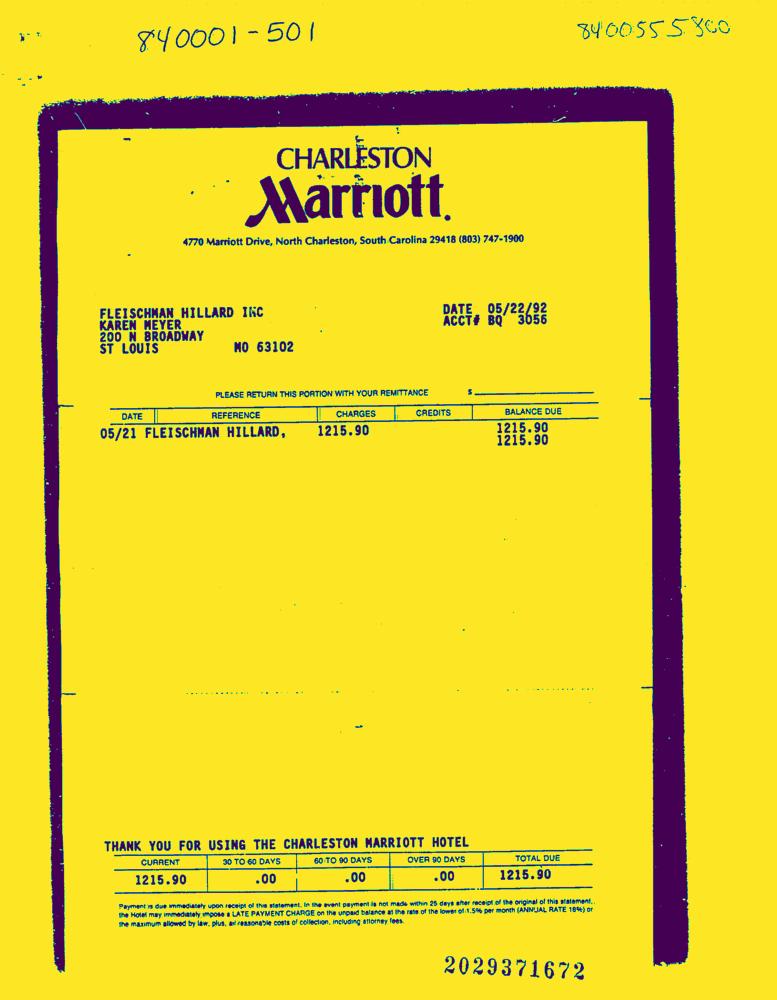 840001-501
8400555800
CHARLESTON
Marriott.
4770 Marriott Drive, North Charleston, South Carolina 29418 (803) 747-1900
FLEISCHMAN HILLARD INC
KAREN MEYER
200 N BROADWAY
ST LOUIS MO 63102
DATE 05/22/92
ACCT# BQ 3056
PLEASE RETURN THIS PORTION WITH YOUR REMITTANCE $
DATE REFERENCE CHARGES CREDITS BALANCE DUE
05/21 FLEISCHMAN HILLARD, 1215.90 1215.90
1215.90
THANK YOU FOR USING THE CHARLESTON MARRIOTT HOTEL
CURRENT 30 TO 60 DAYS 60 TO 90 DAYS OVER 90 DAYS TOTAL DUE
1215.90 .00 .00 .00 1215.90
Payment is due immediately upon receipt of this statement. In the event payment is not made within 25 days after receipt of the original of this statement,
the Hotel may immediately impose a LATE PAYMENT CHARGE on the unpaid balance at the rate of the lower of 1.5% per month (ANNUAL RATE 18%) or
the maximum allowed by law, plus, all reasonable costs of collection, including attorney fees.
2029371672